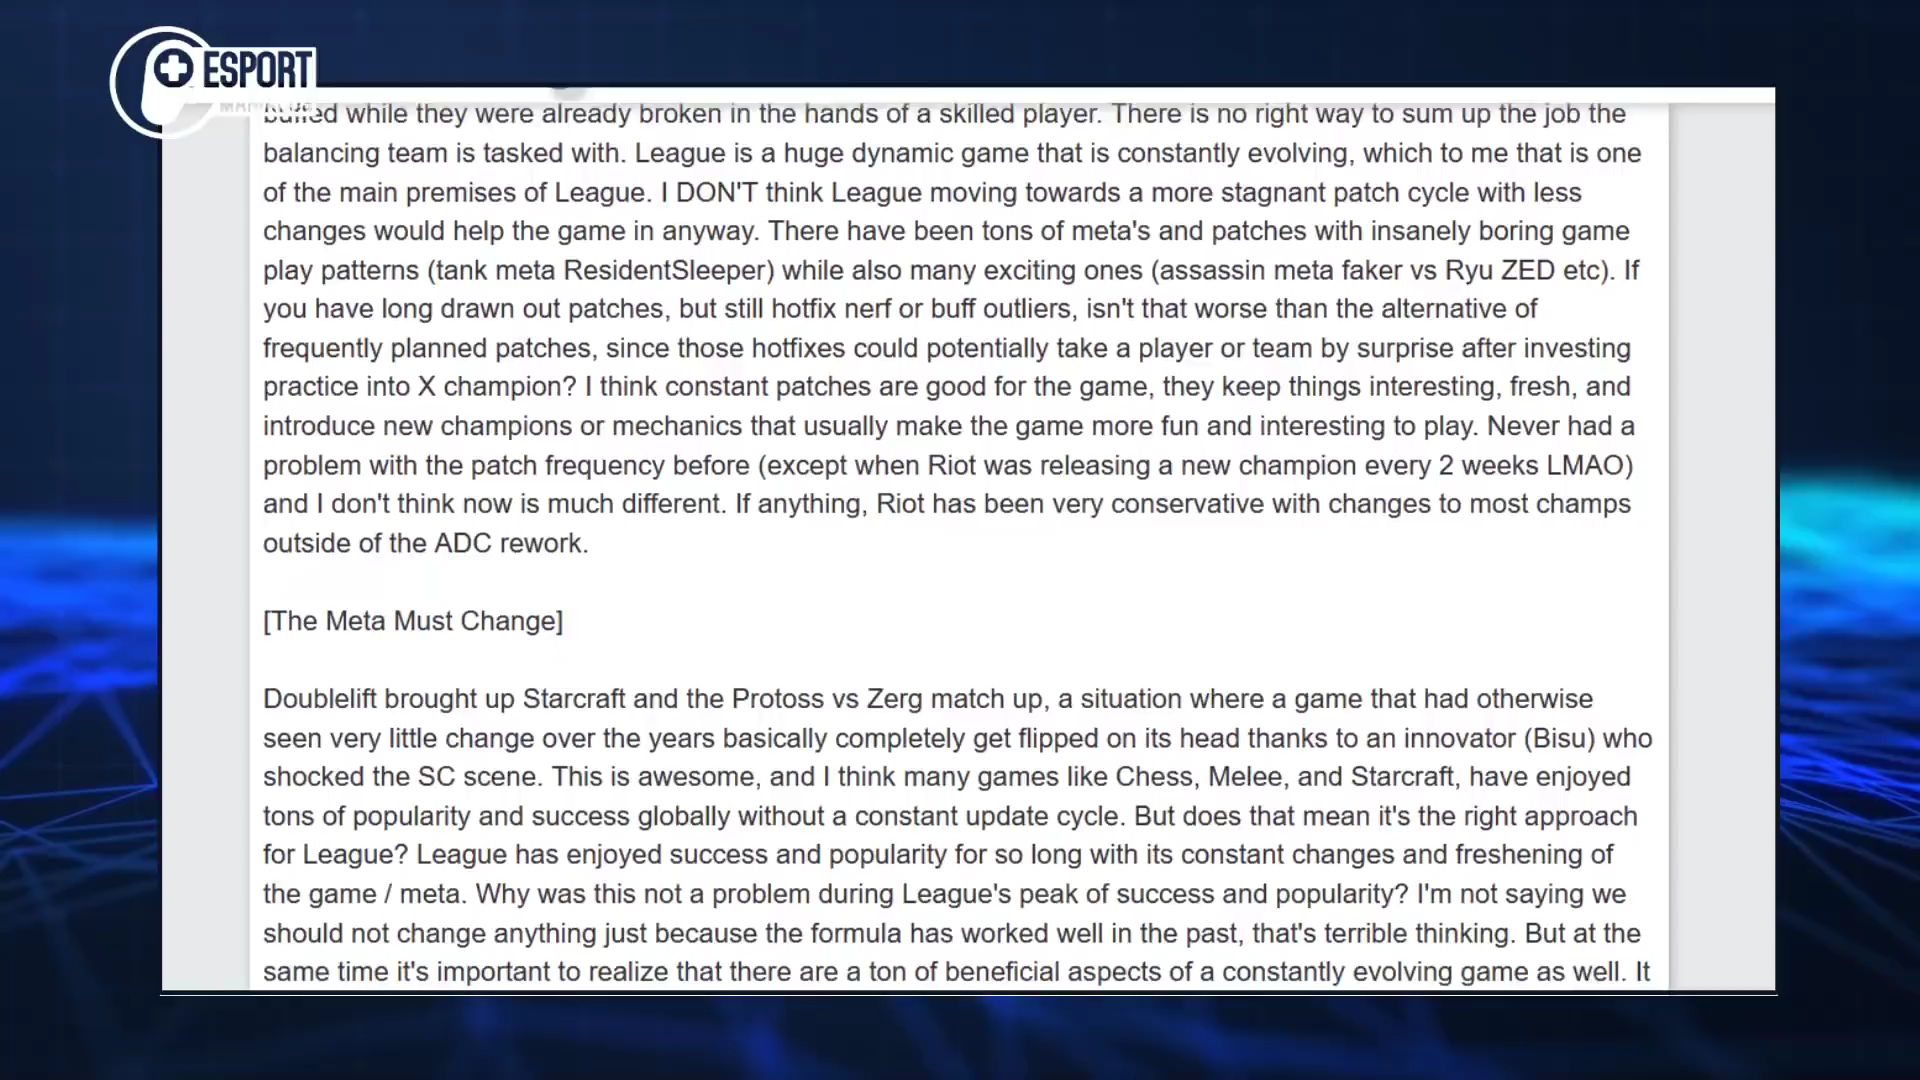 ESPORT
buffed while they were already broken in the hands of a skilled player. There is no right way to sum up the job the
balancing team is tasked with. League is a huge dynamic game that is constantly evolving, which to me that is one
of the main premises of League. I DON'T think League moving towards a more stagnant patch cycle with less
changes would help the game in anyway. There have been tons of meta's and patches with insanely boring game
play patterns (tank meta ResidentSleeper) while also many exciting ones (assassin meta faker vs Ryu ZED etc). If
you have long drawn out patches, but still hotfix nerf or buff outliers, isn't that worse than the alternative of
frequently planned patches, since those hotfixes could potentially take a player or team by surprise after investing
practice into X champion? I think constant patches are good for the game, they keep things interesting, fresh, and
introduce new champions or mechanics that usually make the game more fun and interesting to play. Never had a
problem with the patch frequency before (except when Riot was releasing a new champion every 2 weeks LMAO)
and I don't think now is much different. If anything, Riot has been very conservative with changes to most champs
outside of the ADC rework.
[The Meta Must Change]
Doublelift brought up Starcraft and the Protoss vs Zerg match up, a situation where a game that had otherwise
seen very little change over the years basically completely get flipped on its head thanks to an innovator (Bisu) who
shocked the SC scene. This is awesome, and I think many games like Chess, Melee, and Starcraft, have enjoyed
tons of popularity and success globally without a constant update cycle. But does that mean it's the right approach
for League? League has enjoyed success and popularity for so long with its constant changes and freshening of
the game / meta. Why was this not a problem during League's peak of success and popularity? I'm not saying we
should not change anything just because the formula has worked well in the past, that's terrible thinking. But at the
same time it's important to realize that there are a ton of beneficial aspects of a constantly evolving game as well. It